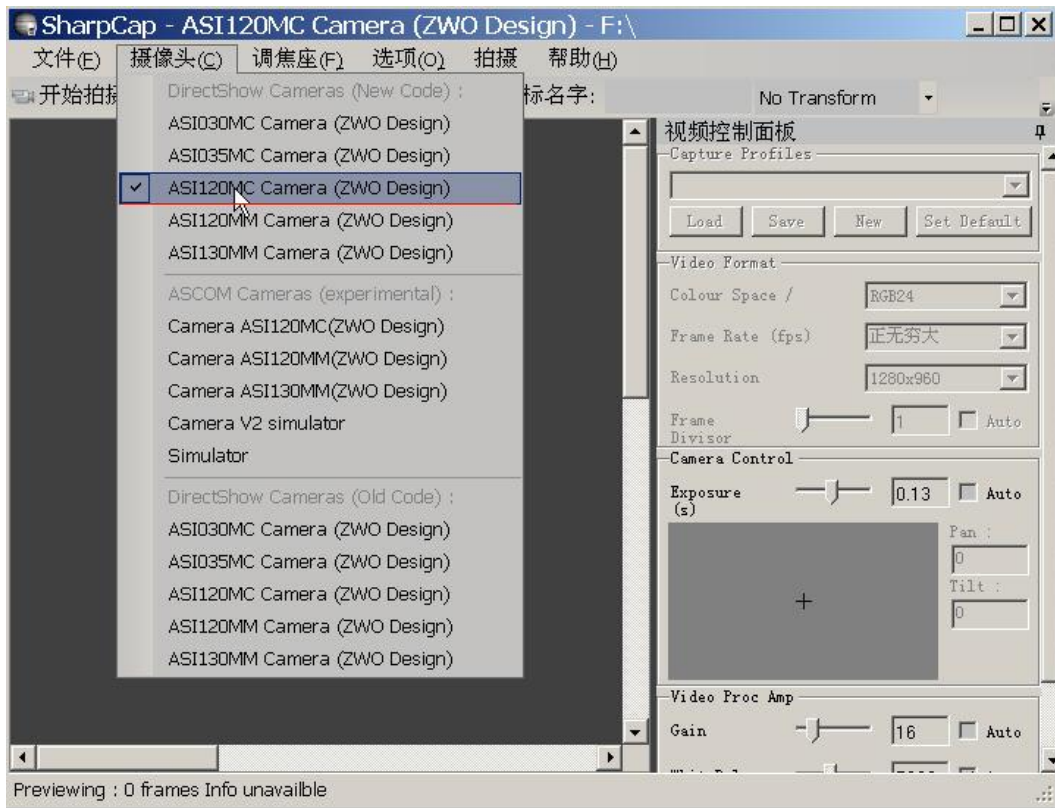 SharpCap - ASI120MC Camera (ZWO Design) - F:\
文件(F) 摄像头(C) 调焦座(F) 选项(O) 拍摄 帮助(H)
开始拍摄 标名字: No Transform
DirectShow Cameras (New Code) :
ASI030MC Camera (ZWO Design)
ASI035MC Camera (ZWO Design)
ASI120MC Camera (ZWO Design)
ASI120MM Camera (ZWO Design)
ASI130MM Camera (ZWO Design)
ASCOM Cameras (experimental) :
Camera ASI120MC(ZWO Design)
Camera ASI120MM(ZWO Design)
Camera ASI130MM(ZWO Design)
Camera V2 simulator
Simulator
DirectShow Cameras (Old Code) :
ASI030MC Camera (ZWO Design)
ASI035MC Camera (ZWO Design)
ASI120MC Camera (ZWO Design)
ASI120MM Camera (ZWO Design)
ASI130MM Camera (ZWO Design)
视频控制面板
Capture Profiles
Load Save New Set Default
Video Format
Colour Space / RGB24
Frame Rate (fps) 正无穷大
Resolution 1280x960
Frame Divisor 1 Auto
Camera Control
Exposure (s) 0.13 Auto
Pan :
0
Tilt :
0
Video Proc Amp
Gain 16 Auto
Previewing : 0 frames Info unavailble